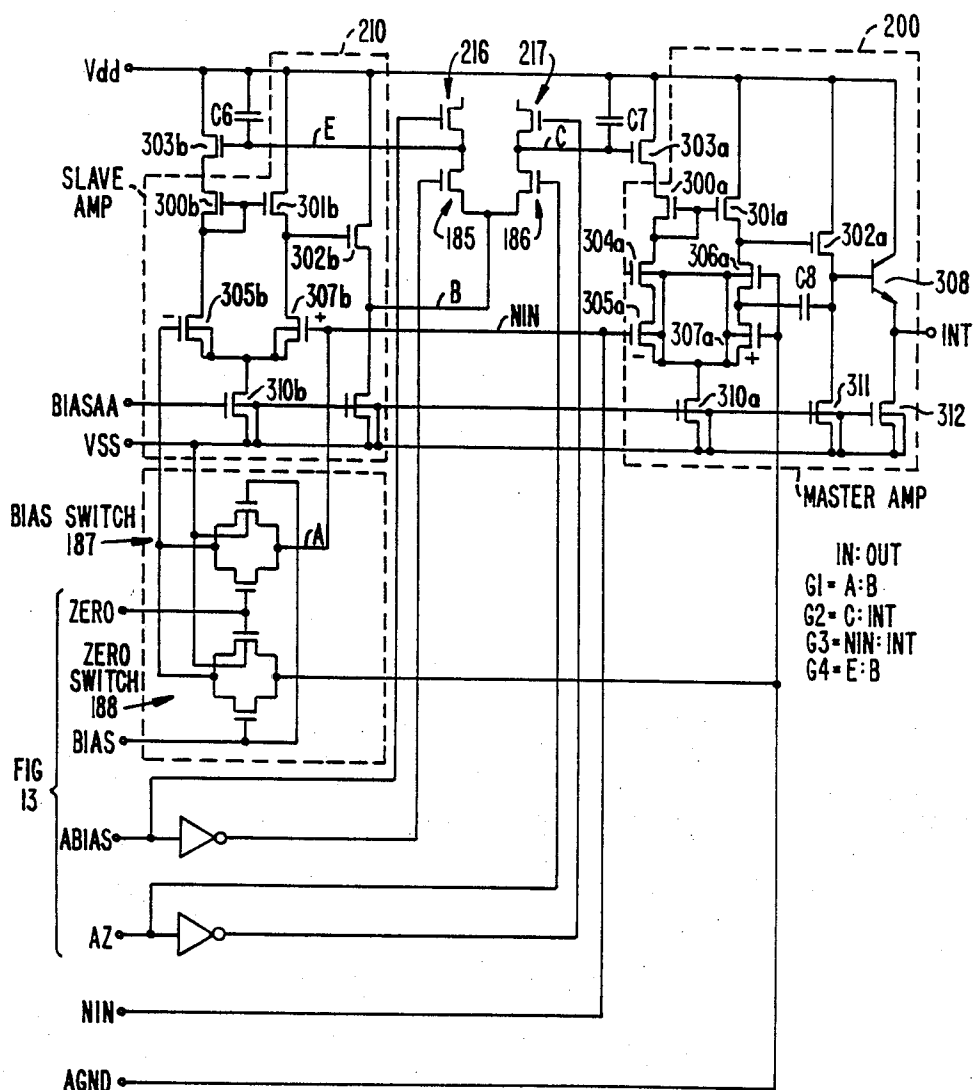 210
200
216
217
Vdd
C6
E
C
C7
303b
303a
SLAVE
AMP
300b
301b
300a
301a
185
186
302b
304a
306a
302a
C8
308
305b
307b
B
NIN
305a
307a
INT
-
+
-
+
BIASAA
310b
310a
311
312
VSS
MASTER AMP
BIAS SWITCH
187
A
IN:OUT
G1= A:B
G2= C:INT
G3=NIN:INT
G4=E:B
ZERO
ZERO
SWITCH
188
BIAS
FIG
13
ABIAS
AZ
NIN
AGND